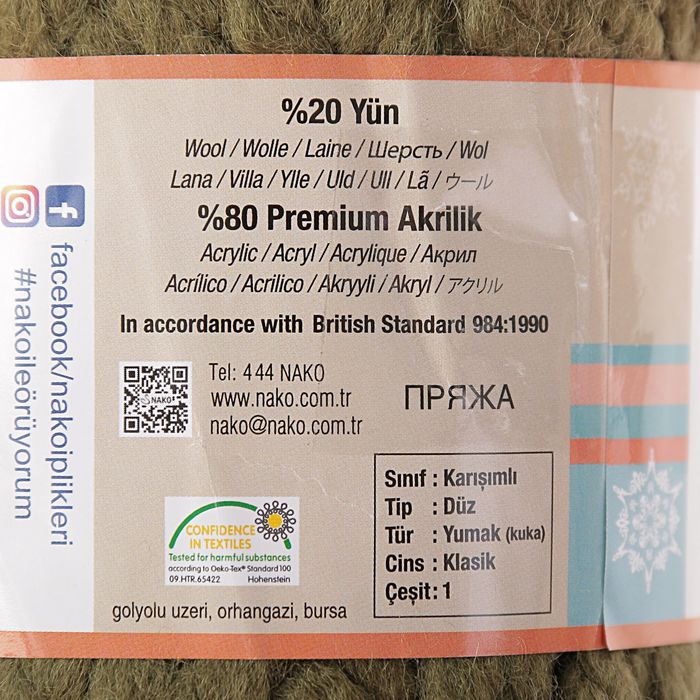 %20 Yün
Wool / Wolle / Laine / Шерсть / Wol
Lana / Villa / Ylle / Uld / Ull / Lã / ウール
%80 Premium Akrilik
Acrylic / Acryl / Acrylique / Акрил
Acrílico / Acrilico / Akryyli / Akryl / アクリル
In accordance with British Standard 984:1990
NAKO
Tel: 444 NAKO
www.nako.com.tr
nako@nako.com.tr
ПРЯЖА
CONFIDENCE
IN TEXTILES
Tested for harmful substances
according to Oeko-Tex® Standard 100
09.HTR.65422 Hohenstein
golyolu uzeri, orhangazi, bursa
Sınıf : Karışımlı
Tip : Düz
Tür : Yumak (kuka)
Cins : Klasik
Çeşit : 1
facebook/nakoiplikleri
#nakoileörüyorum